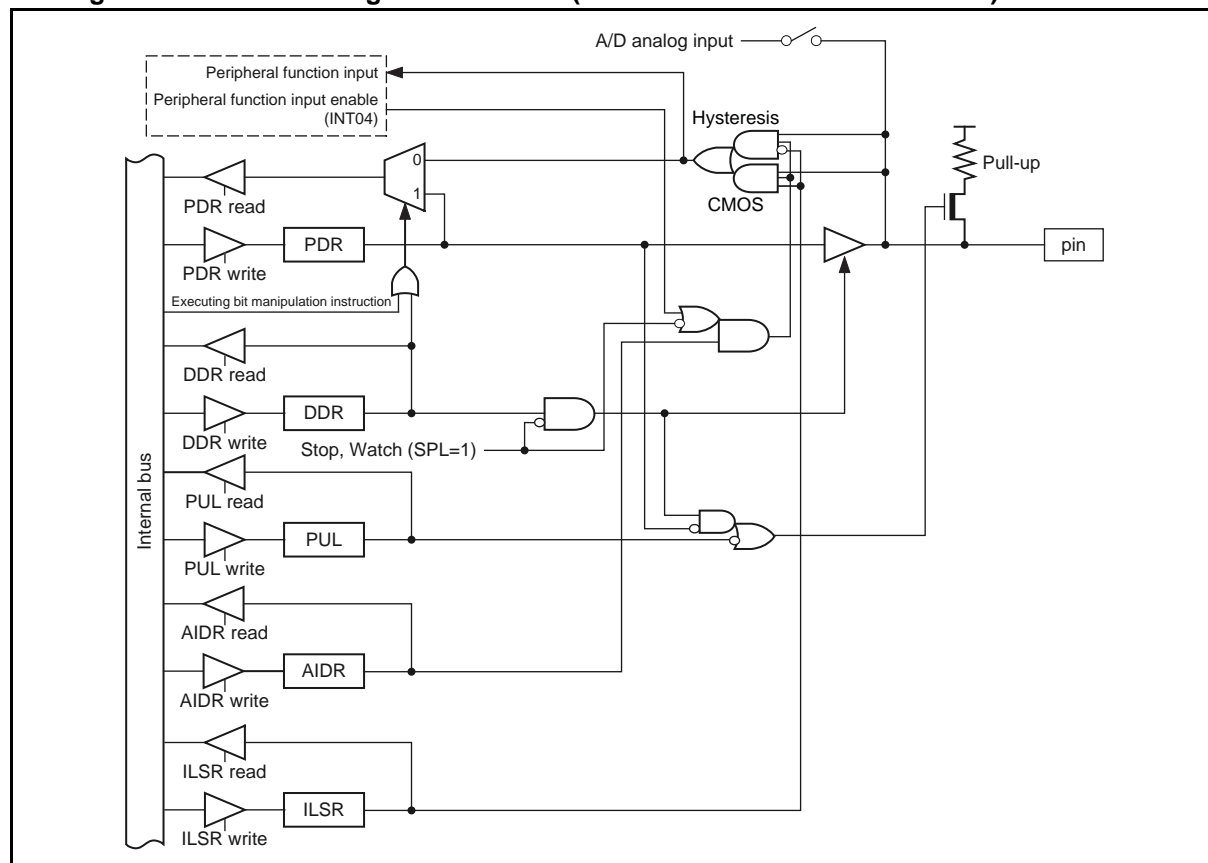 A/D analog input
Peripheral function input
Peripheral function input enable
(INT04)
Hysteresis
0
1
CMOS
Pull-up
PDR read
PDR
PDR write
pin
Executing bit manipulation instruction
DDR read
DDR
DDR write
Stop, Watch (SPL=1)
Internal bus
PUL read
PUL
PUL write
AIDR read
AIDR
AIDR write
ILSR read
ILSR
ILSR write